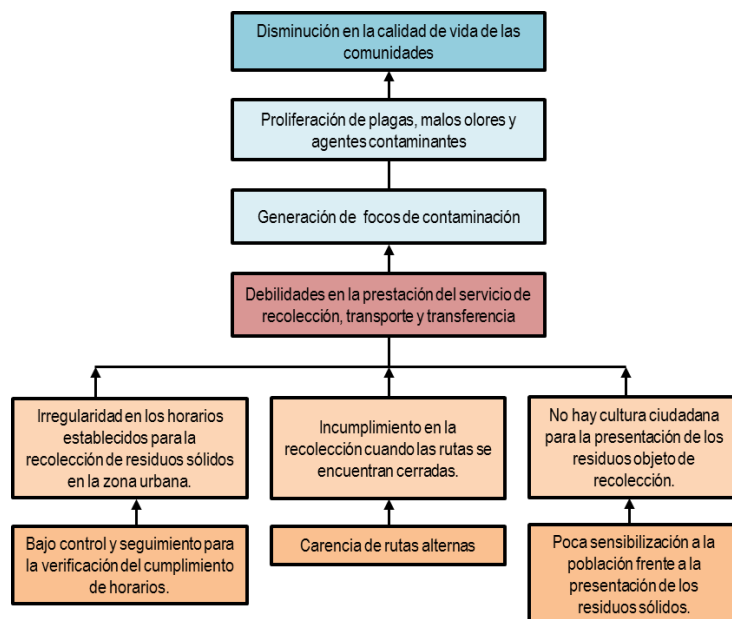 Disminución en la calidad de vida de las
comunidades
Proliferación de plagas, malos olores y
agentes contaminantes
Generación de focos de contaminación
Debilidades en la prestación del servicio de
recolección, transporte y transferencia
Irregularidad en los horarios
establecidos para la
recolección de residuos sólidos
en la zona urbana.
Incumplimiento en la
recolección cuando las rutas se
encuentran cerradas.
No hay cultura ciudadana
para la presentación de los
residuos objeto de
recolección.
Bajo control y seguimiento para
la verificación del cumplimiento
de horarios.
Carencia de rutas alternas
Poca sensibilización a la
población frente a la
presentación de los
residuos sólidos.